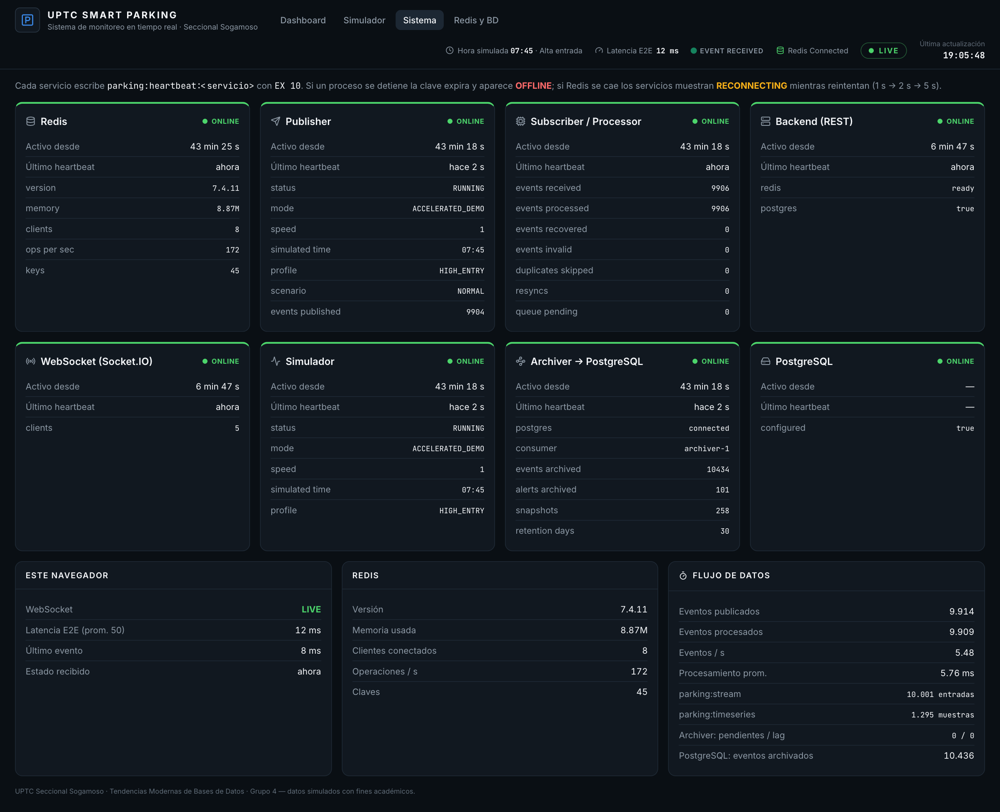 UPTC SMART PARKING
Sistema de monitoreo en tiempo real · Seccional Sogamoso
Dashboard
Simulador
Sistema
Redis y BD
Hora simulada 07:45 · Alta entrada
Latencia E2E 12 ms
EVENT RECEIVED
Redis Connected
LIVE
Última actualización
19:05:48
Cada servicio escribe parking:heartbeat:<servicio> con EX 10. Si un proceso se detiene la clave expira y aparece OFFLINE; si Redis se cae los servicios muestran RECONNECTING mientras reintentan (1 s → 2 s → 5 s).
Redis ONLINE
Activo desde 43 min 25 s
Último heartbeat ahora
version 7.4.11
memory 8.87M
clients 8
ops per sec 172
keys 45
Publisher ONLINE
Activo desde 43 min 18 s
Último heartbeat hace 2 s
status RUNNING
mode ACCELERATED_DEMO
speed 1
simulated time 07:45
profile HIGH_ENTRY
scenario NORMAL
events published 9904
Subscriber / Processor ONLINE
Activo desde 43 min 18 s
Último heartbeat ahora
events received 9906
events processed 9906
events recovered 0
events invalid 0
duplicates skipped 0
resyncs 0
queue pending 0
Backend (REST) ONLINE
Activo desde 6 min 47 s
Último heartbeat ahora
redis ready
postgres true
WebSocket (Socket.IO) ONLINE
Activo desde 6 min 47 s
Último heartbeat ahora
clients 5
Simulador ONLINE
Activo desde 43 min 18 s
Último heartbeat hace 2 s
status RUNNING
mode ACCELERATED_DEMO
speed 1
simulated time 07:45
profile HIGH_ENTRY
Archiver → PostgreSQL ONLINE
Activo desde 43 min 18 s
Último heartbeat hace 2 s
postgres connected
consumer archiver-1
events archived 10434
alerts archived 101
snapshots 258
retention days 30
PostgreSQL ONLINE
Activo desde —
Último heartbeat —
configured true
ESTE NAVEGADOR
WebSocket LIVE
Latencia E2E (prom. 50) 12 ms
Último evento 8 ms
Estado recibido ahora
REDIS
Versión 7.4.11
Memoria usada 8.87M
Clientes conectados 8
Operaciones / s 172
Claves 45
FLUJO DE DATOS
Eventos publicados 9.914
Eventos procesados 9.909
Eventos / s 5.48
Procesamiento prom. 5.76 ms
parking:stream 10.001 entradas
parking:timeseries 1.295 muestras
Archiver: pendientes / lag 0 / 0
PostgreSQL: eventos archivados 10.436
UPTC Seccional Sogamoso · Tendencias Modernas de Bases de Datos · Grupo 4 — datos simulados con fines académicos.